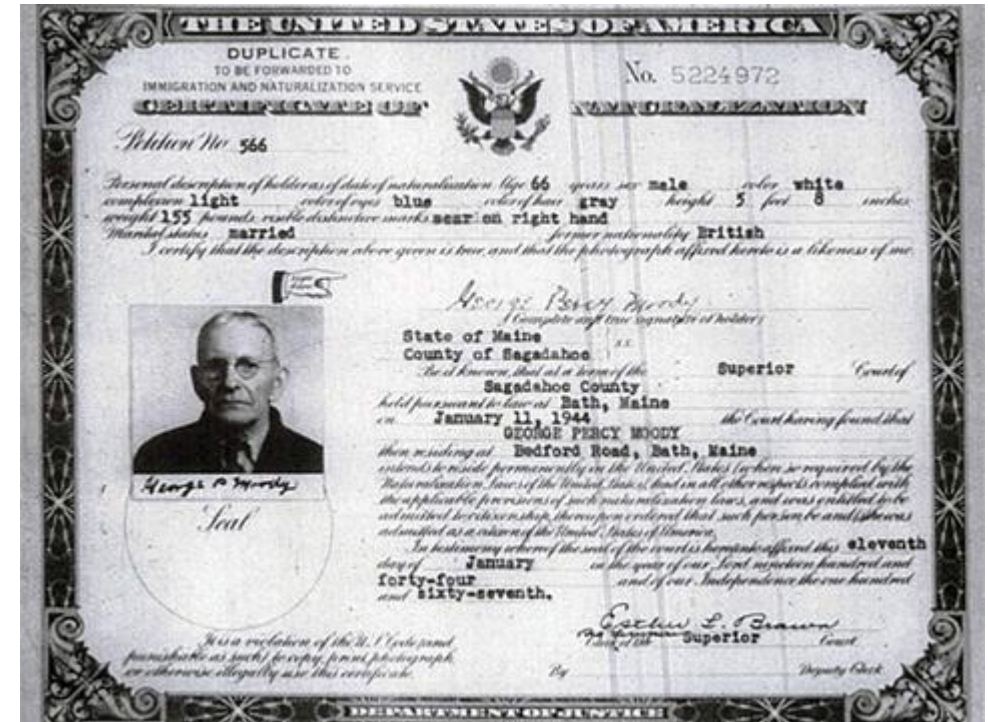 THE UNITED STATES OF AMERICA
DUPLICATE
TO BE FORWARDED TO
IMMIGRATION AND NATURALIZATION SERVICE
No. 5224972
CERTIFICATE OF NATURALIZATION
Petition No 566
Personal description of holder as of date of naturalization: Age 66 years sex male color white
complexion light color of eyes blue color of hair gray height 5 feet 8 inches
weight 155 pounds visible distinctive marks scar on right hand
Marital status married former nationality British
I certify that the description above given is true, and that the photograph affixed hereto is a likeness of me.
George Percy Moody
(Complete and true signature of holder)
State of Maine
County of Sagadahoc s.s.
Be it known, that at a term of the Superior Court of
Sagadahoc County
held pursuant to law at Bath, Maine
on January 11, 1944 the Court having found that
GEORGE PERCY MOODY
then residing at Bedford Road, Bath, Maine
intends to reside permanently in the United States (when so required by the
Naturalization Laws of the United States), had in all other respects complied with
the applicable provisions of such naturalization laws, and was entitled to be
admitted to citizenship, thereupon ordered that such person be and (s)he was
admitted as a citizen of the United States of America.
In testimony whereof the seal of the court is hereunto affixed this eleventh
day of January in the year of our Lord nineteen hundred and
forty-four and of our Independence the one hundred
and sixty-seventh.
George P Moody
Seal
Esther L. Brown
Clerk of the Superior Court
By Deputy Clerk
It is a violation of the U.S. Code (and
punishable as such) to copy, print, photograph,
or otherwise illegally use this certificate.
DEPARTMENT OF JUSTICE